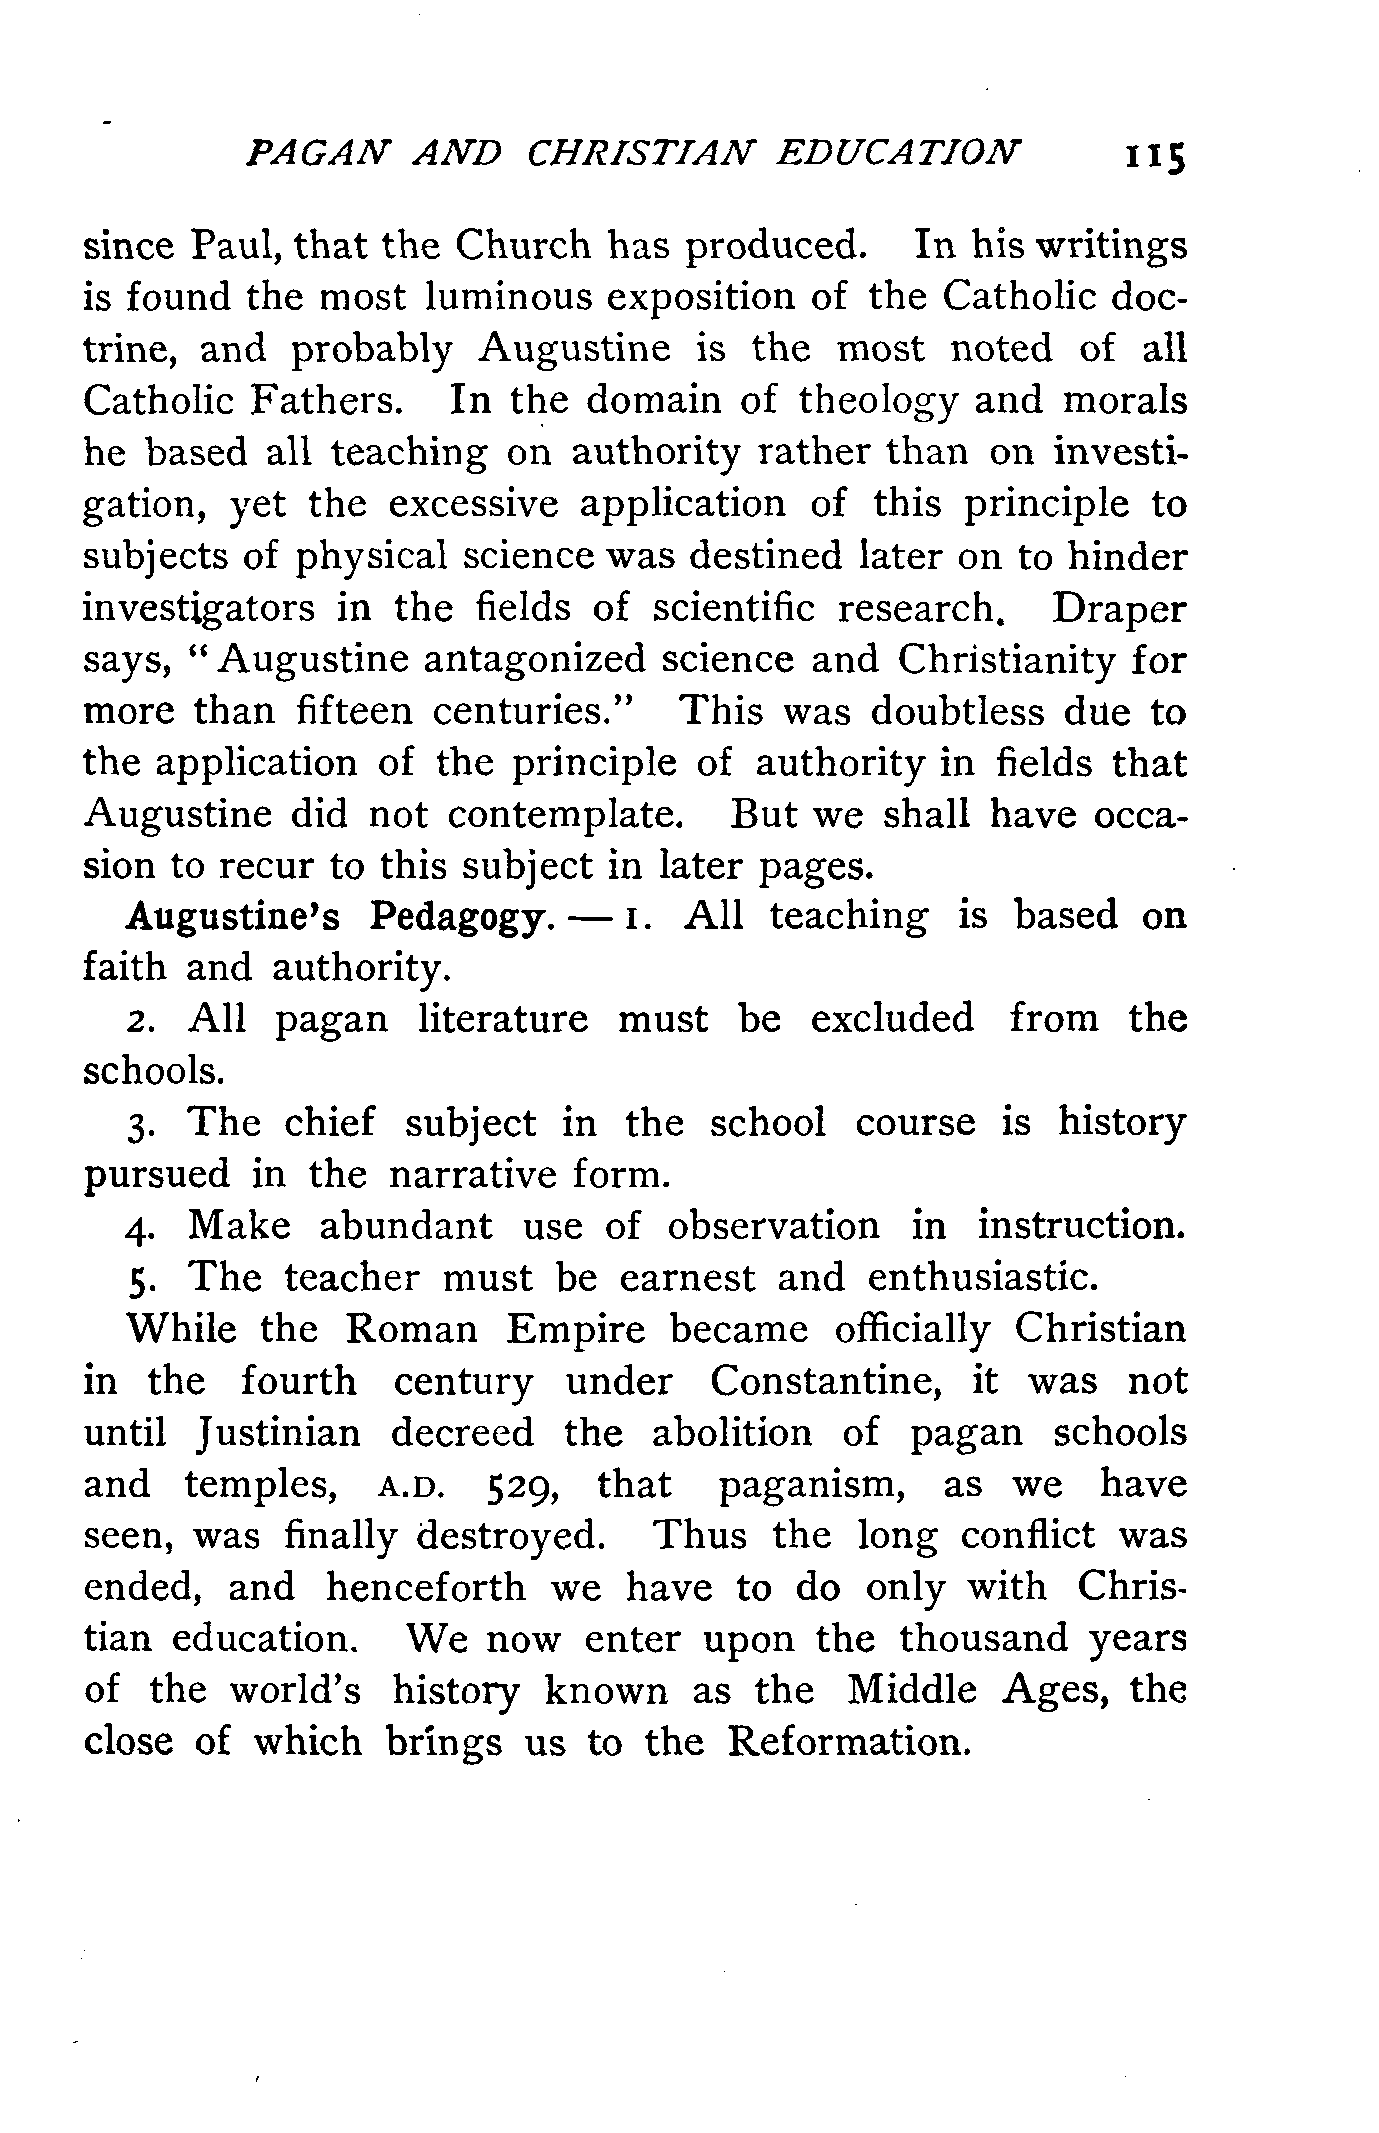 PAGAN AND CHRISTIAN EDUCATION 115
since Paul, that the Church has produced. In his writings
is found the most luminous exposition of the Catholic doc-
trine, and probably Augustine is the most noted of all
Catholic Fathers. In the domain of theology and morals
he based all teaching on authority rather than on investi-
gation, yet the excessive application of this principle to
subjects of physical science was destined later on to hinder
investigators in the fields of scientific research. Draper
says, "Augustine antagonized science and Christianity for
more than fifteen centuries." This was doubtless due to
the application of the principle of authority in fields that
Augustine did not contemplate. But we shall have occa-
sion to recur to this subject in later pages.
Augustine's Pedagogy. — 1. All teaching is based on
faith and authority.
2. All pagan literature must be excluded from the
schools.
3. The chief subject in the school course is history
pursued in the narrative form.
4. Make abundant use of observation in instruction.
5. The teacher must be earnest and enthusiastic.
While the Roman Empire became officially Christian
in the fourth century under Constantine, it was not
until Justinian decreed the abolition of pagan schools
and temples, A.D. 529, that paganism, as we have
seen, was finally destroyed. Thus the long conflict was
ended, and henceforth we have to do only with Chris-
tian education. We now enter upon the thousand years
of the world's history known as the Middle Ages, the
close of which brings us to the Reformation.